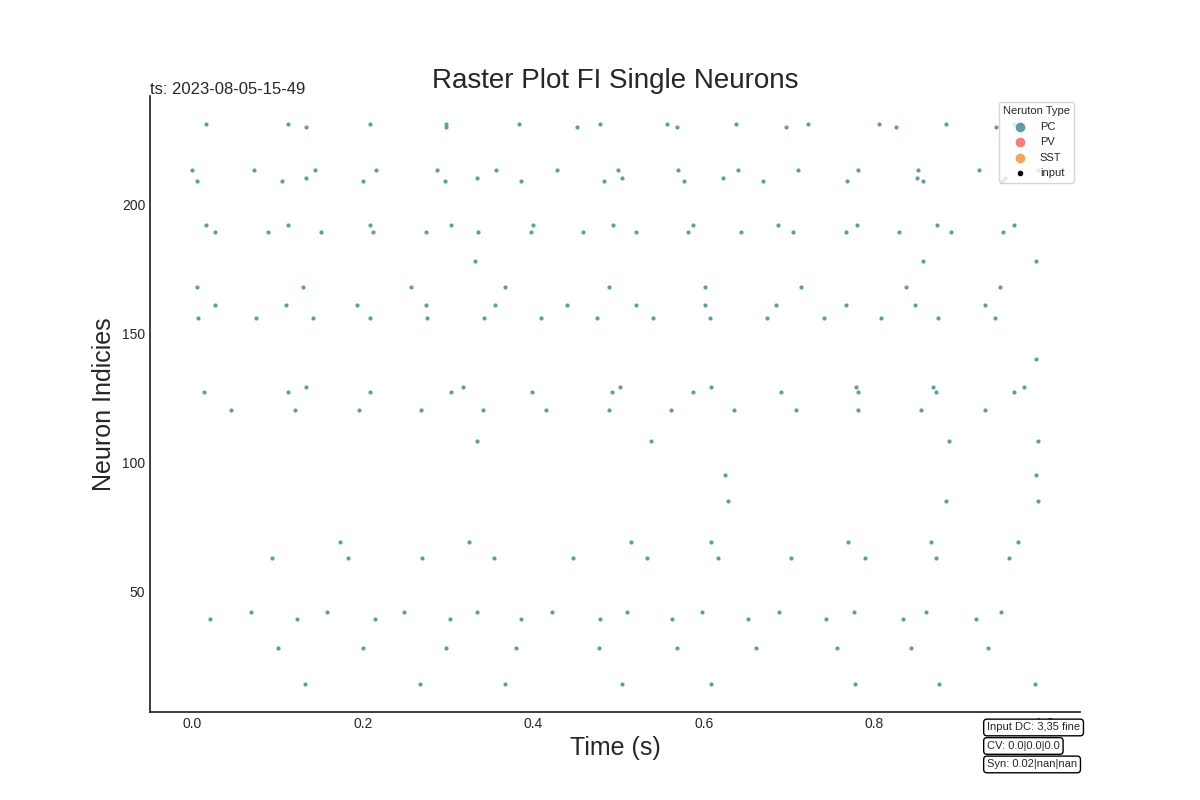 Raster Plot FI Single Neurons
ts: 2023-08-05-15-49
Neruton Type
PC
PV
SST
input
Neuron Indicies
200
150
100
50
0.0 0.2 0.4 0.6 0.8
Time (s)
Input DC: 3,35 fine
CV: 0.0|0.0|0.0
Syn: 0.02|nan|nan